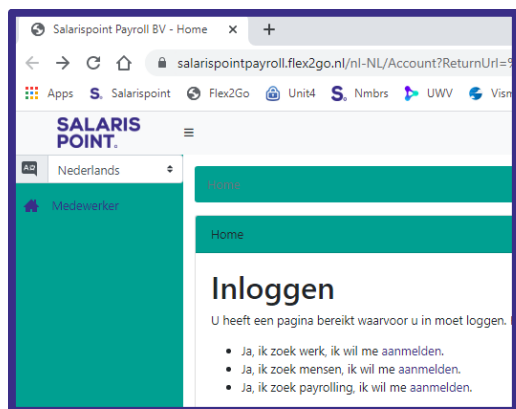 Salarispoint Payroll BV - Home
salarispointpayroll.flex2go.nl/nl-NL/Account?ReturnUrl=%
Apps S. Salarispoint Flex2Go Unit4 Nmbrs UWV Vism
SALARIS
POINT.
Nederlands
Home
Medewerker
Home
Inloggen
U heeft een pagina bereikt waarvoor u in moet loggen.
Ja, ik zoek werk, ik wil me aanmelden.
Ja, ik zoek mensen, ik wil me aanmelden.
Ja, ik zoek payrolling, ik wil me aanmelden.